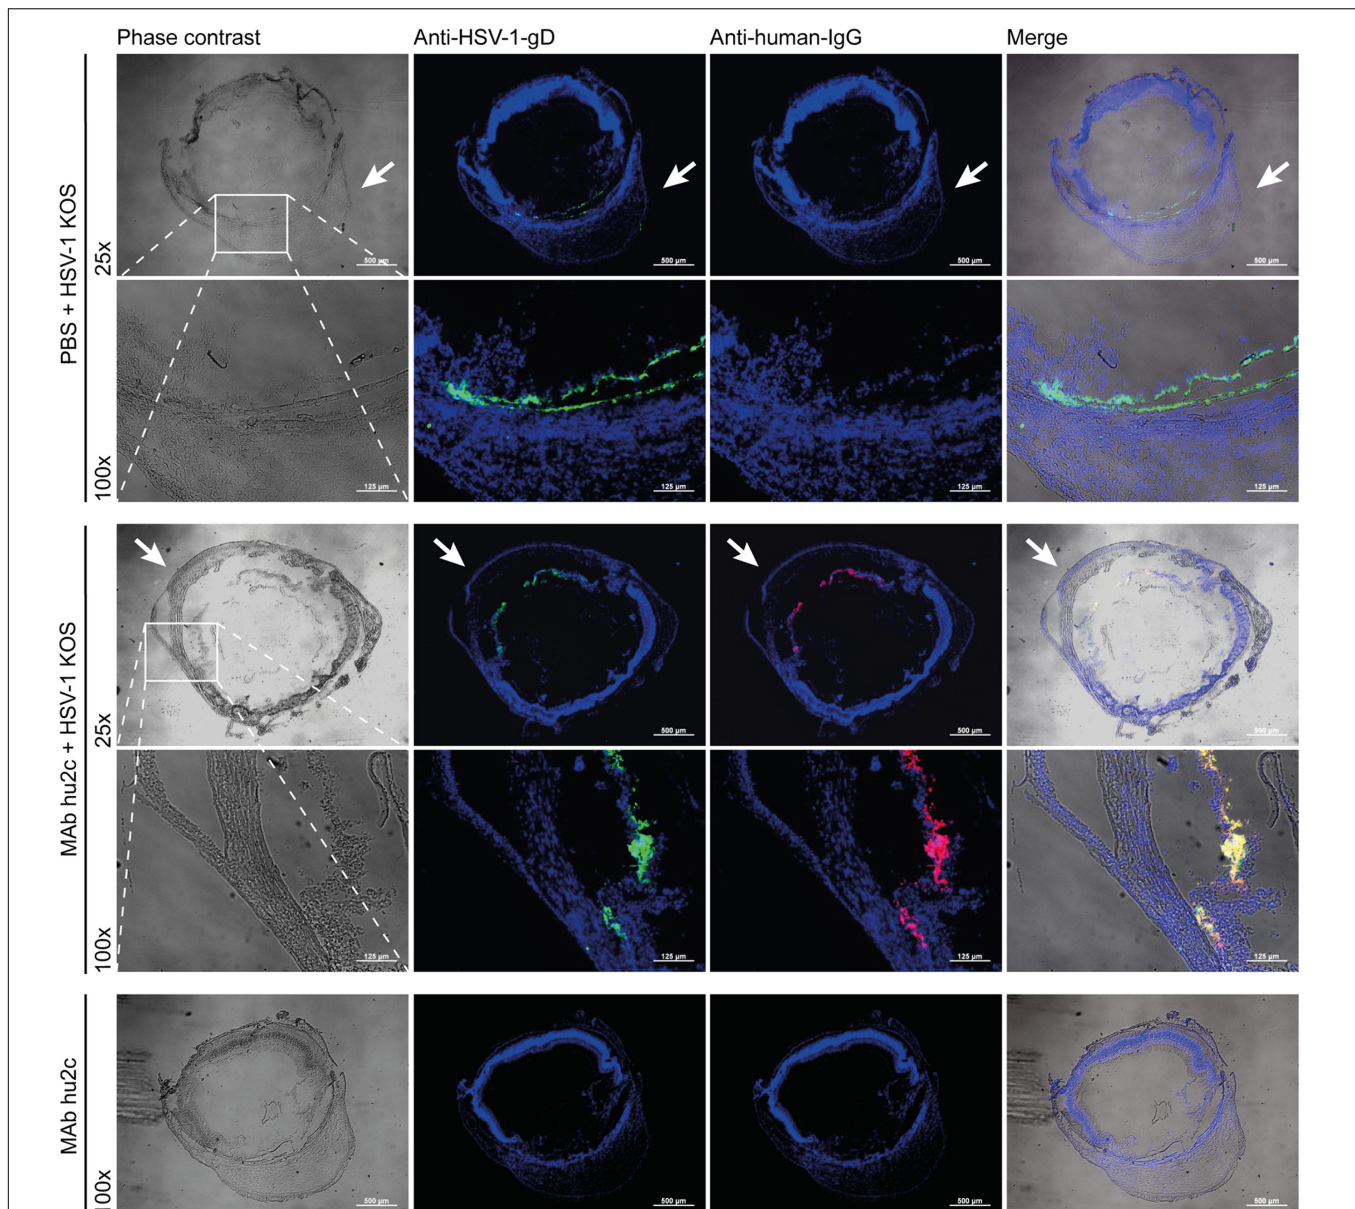 Phase contrast Anti-HSV-1-gD Anti-human-IgG Merge
PBS + HSV-1 KOS
25x
500 µm 500 µm 500 µm 500 µm
100x
125 µm 125 µm 125 µm 125 µm
MAb hu2c + HSV-1 KOS
25x
500 µm 500 µm 500 µm 500 µm
100x
125 µm 125 µm 125 µm 125 µm
MAb hu2c
100x
500 µm 500 µm 500 µm 500 µm